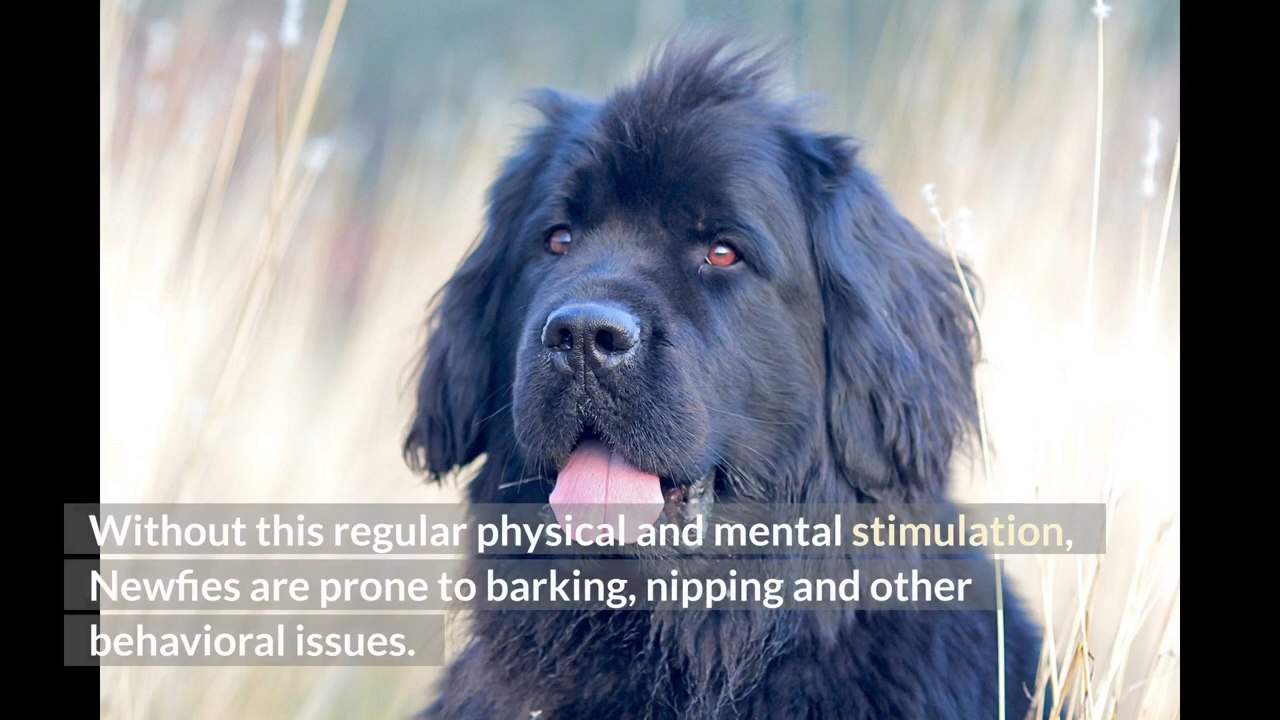 Without this regular physical and mental stimulation,
Newfies are prone to barking, nipping and other
behavioral issues.